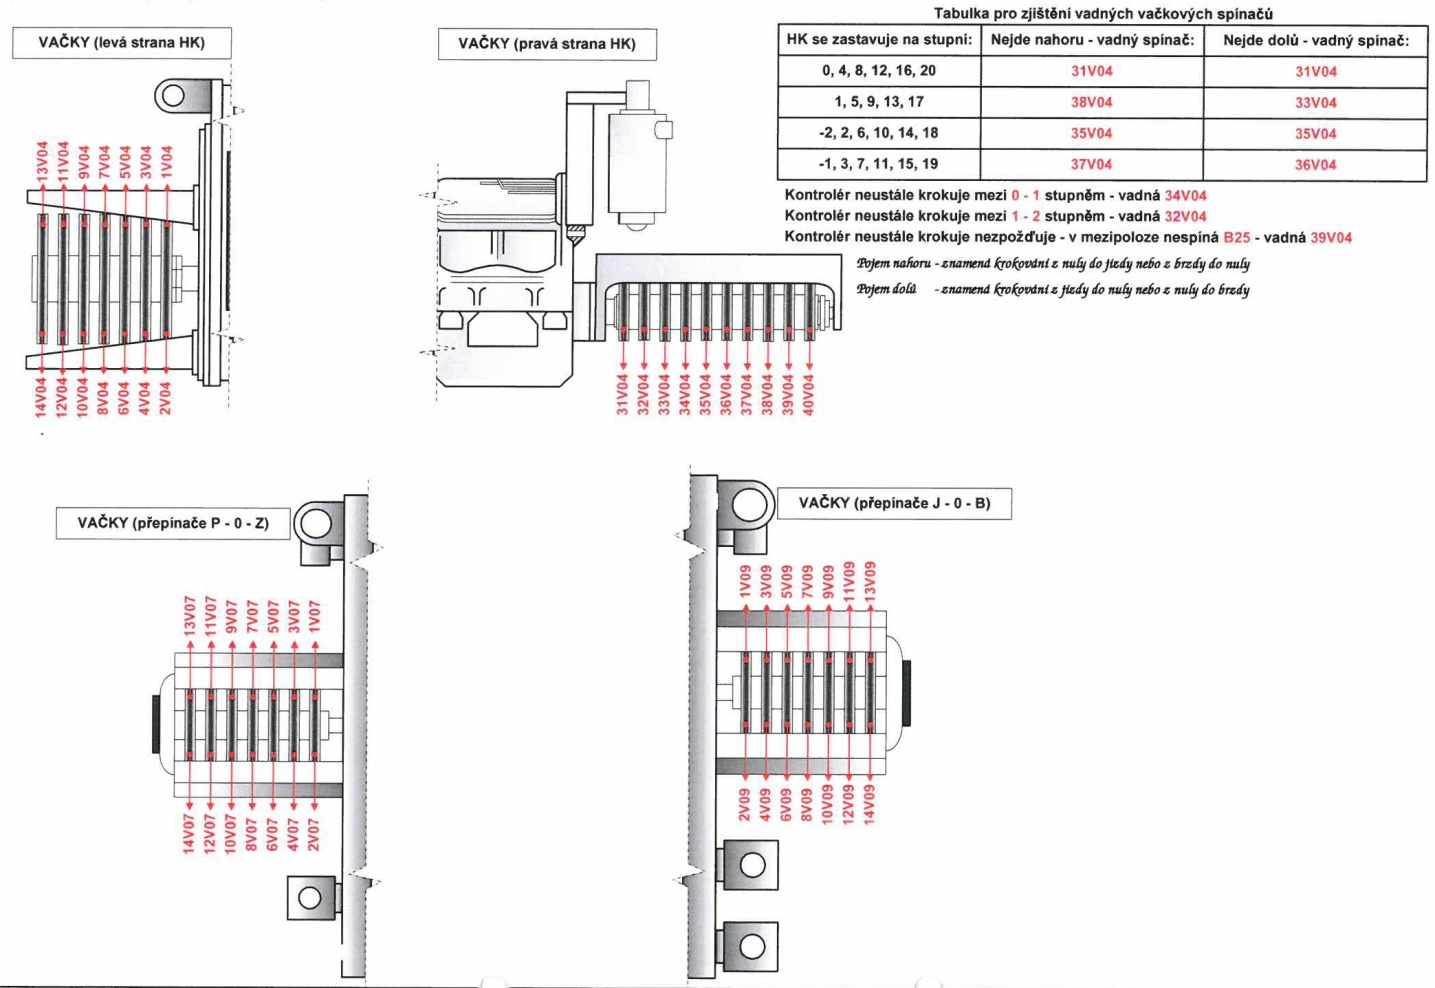 VAČKY (levá strana HK)
13V04 11V04 9V04 7V04 5V04 3V04 1V04
14V04 12V04 10V04 8V04 6V04 4V04 2V04
VAČKY (pravá strana HK)
31V04 32V04 33V04 34V04 35V04 36V04 37V04 38V04 39V04 40V04
Tabulka pro zjištění vadných vačkových spínačů
HK se zastavuje na stupni: Nejde nahoru - vadný spínač: Nejde dolů - vadný spínač:
0, 4, 8, 12, 16, 20 31V04 31V04
1, 5, 9, 13, 17 38V04 33V04
-2, 2, 6, 10, 14, 18 35V04 35V04
-1, 3, 7, 11, 15, 19 37V04 36V04
Kontrolér neustále krokuje mezi 0 - 1 stupněm - vadná 34V04
Kontrolér neustále krokuje mezi 1 - 2 stupněm - vadná 32V04
Kontrolér neustále krokuje nezpožďuje - v mezipoloze nespíná B25 - vadná 39V04
Pojem nahoru - znamená krokování z nuly do jízdy nebo z brzdy do nuly
Pojem dolů - znamená krokování z jízdy do nuly nebo z nuly do brzdy
VAČKY (přepínače P - 0 - Z)
13V07 11V07 9V07 7V07 5V07 3V07 1V07
14V07 12V07 10V07 8V07 6V07 4V07 2V07
VAČKY (přepínače J - 0 - B)
1V09 3V09 5V09 7V09 9V09 11V09 13V09
2V09 4V09 6V09 8V09 10V09 12V09 14V09